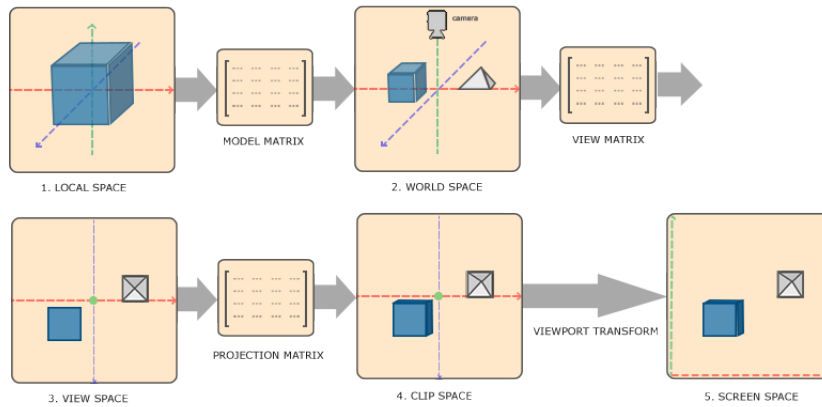 camera
MODEL MATRIX
VIEW MATRIX
1. LOCAL SPACE
2. WORLD SPACE
VIEWPORT TRANSFORM
PROJECTION MATRIX
3. VIEW SPACE
4. CLIP SPACE
5. SCREEN SPACE